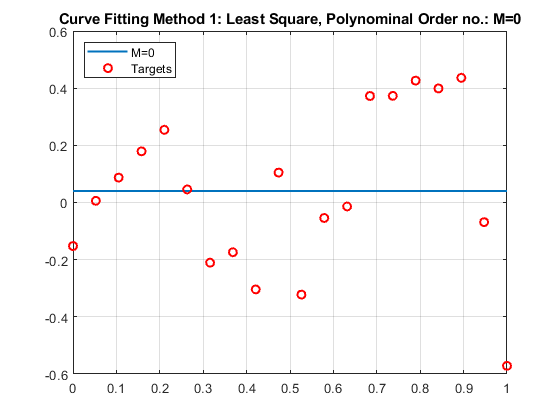 Curve Fitting Method 1: Least Square, Polynominal Order no.: M=0
M=0
Targets
0.6
0.4
0.2
0
-0.2
-0.4
-0.6
0 0.1 0.2 0.3 0.4 0.5 0.6 0.7 0.8 0.9 1